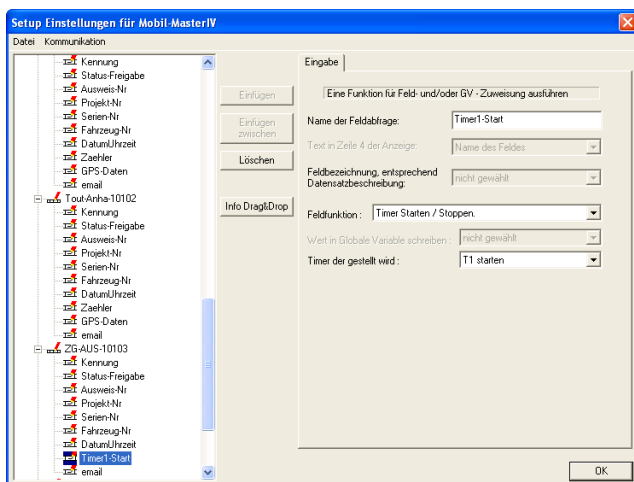 Setup Einstellungen für Mobil-MasterIV
Datei Kommunikation
Kennung
Status-Freigabe
Ausweis-Nr
Projekt-Nr
Serien-Nr
Fahrzeug-Nr
DatumUhrzeit
Zaehler
GPS-Daten
email
Tout-Anha-10102
Kennung
Status-Freigabe
Ausweis-Nr
Projekt-Nr
Serien-Nr
Fahrzeug-Nr
DatumUhrzeit
Zaehler
GPS-Daten
email
ZG-AUS-10103
Kennung
Status-Freigabe
Ausweis-Nr
Projekt-Nr
Serien-Nr
Fahrzeug-Nr
DatumUhrzeit
Timer1-Start
email
Einfügen
Einfügen
zwischen
Löschen
Info Drag&Drop
Eingabe
Eine Funktion für Feld- und/oder GV - Zuweisung ausführen
Name der Feldabfrage: Timer1-Start
Text in Zeile 4 der Anzeige: Name des Feldes
Feldbezeichnung, entsprechend
Datensatzbeschreibung: nicht gewählt
Feldfunktion : Timer Starten / Stoppen.
Wert in Globale Variable schreiben : nicht gewählt
Timer der gestellt wird : T1 starten
OK